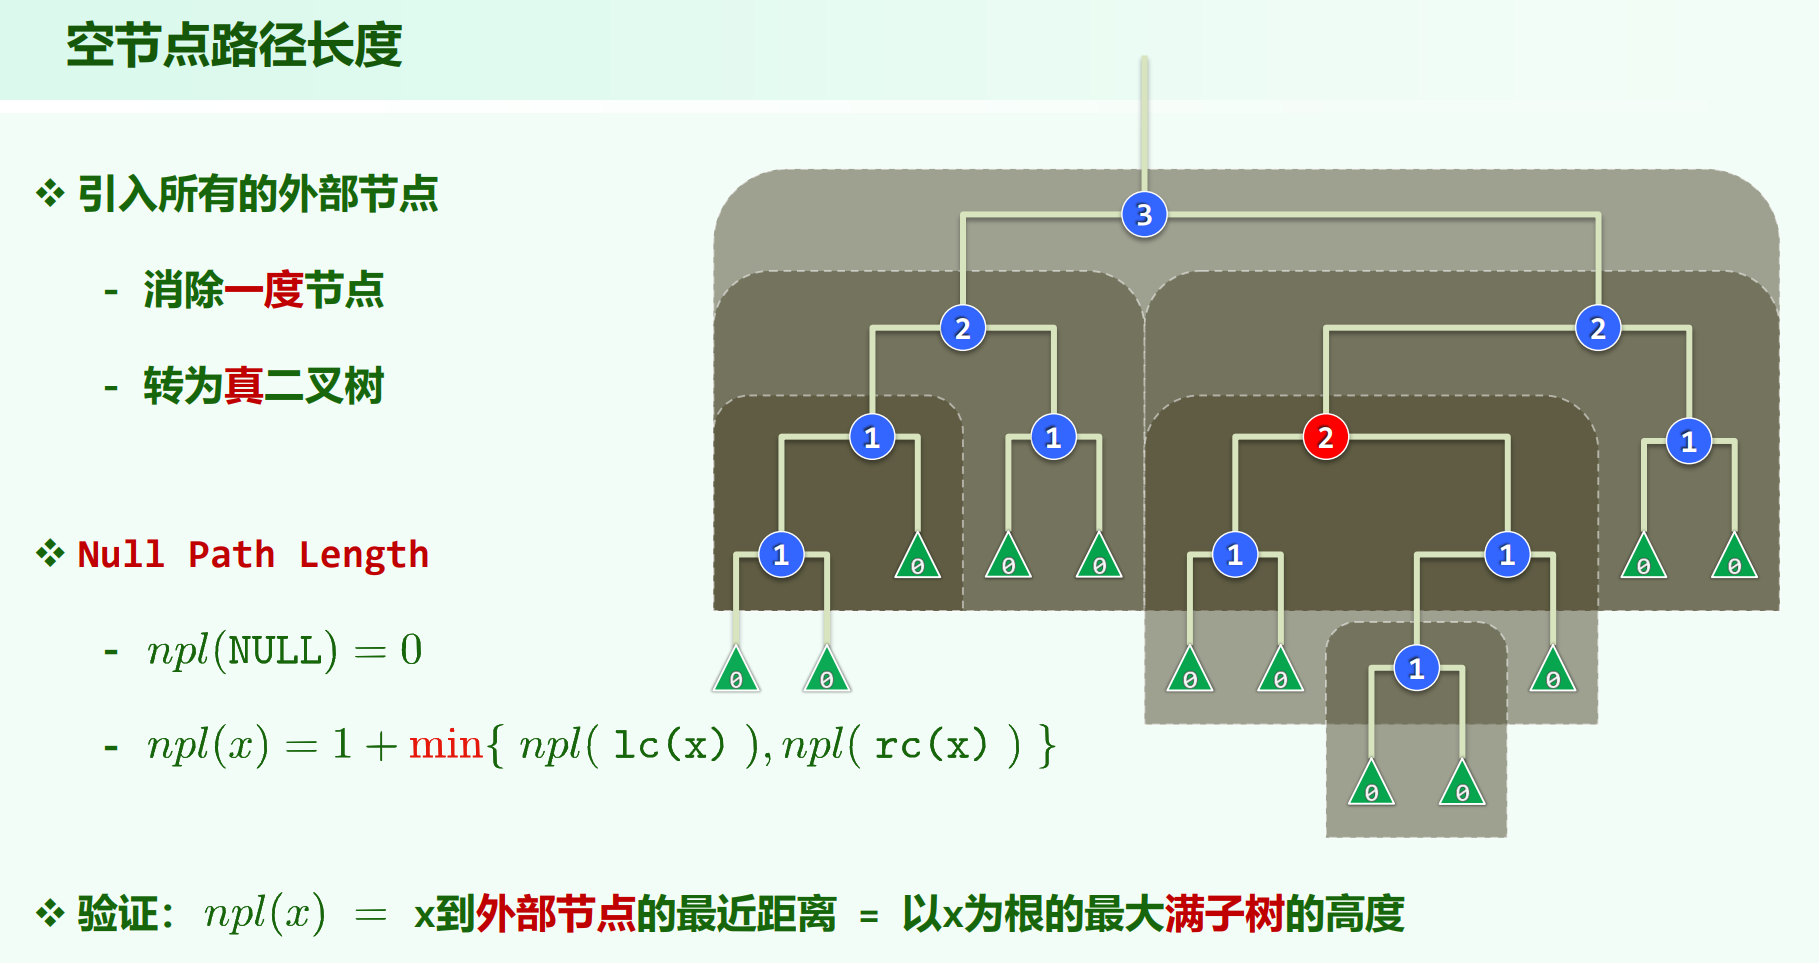 空节点路径长度
❖ 引入所有的外部节点
- 消除一度节点
- 转为真二叉树
❖ Null Path Length
- npl(NULL) = 0
- npl(x) = 1 + min{ npl( lc(x) ), npl( rc(x) ) }
❖ 验证： npl(x) = x到外部节点的最近距离 = 以x为根的最大满子树的高度
3
2 2
1 1 2 1
1 0 0 0 1 1 0 0
0 0 0 0 1 0
0 0